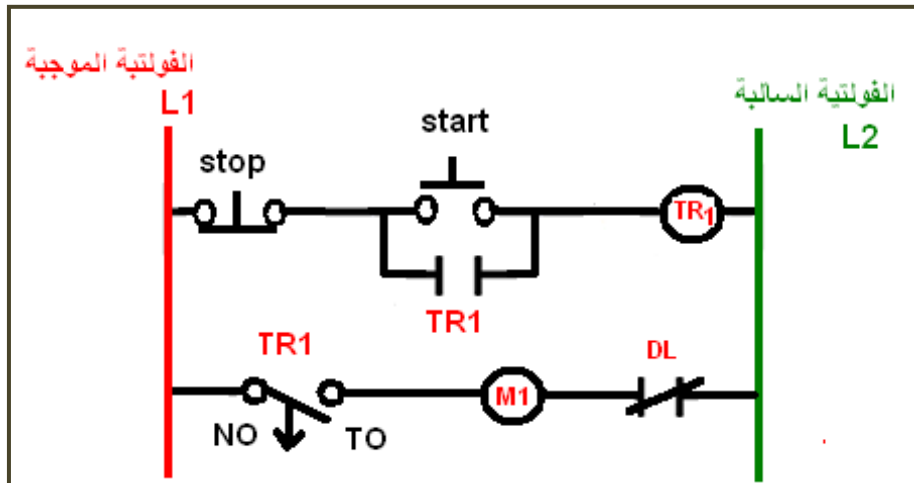 الفولتية الموجبة
L1
الفولتية السالبة
L2
stop
start
TR1
TR1
TR1
NO
TO
M1
DL